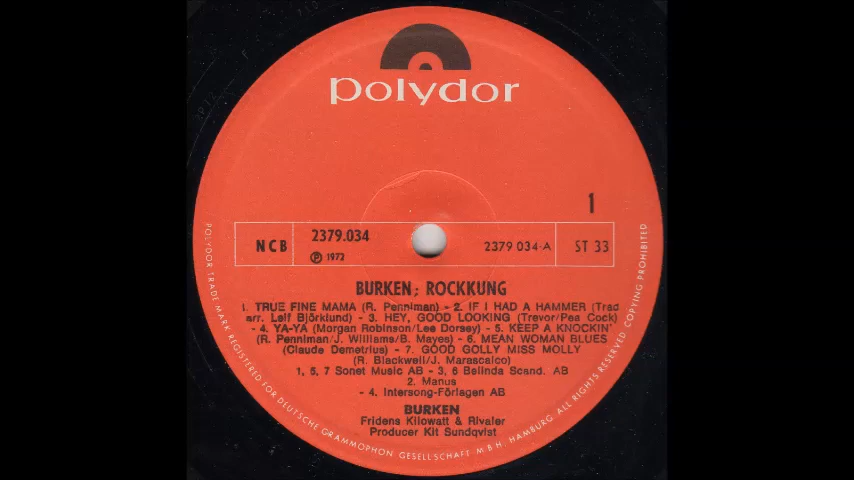 polydor
1
NCB
2379.034
℗ 1972
2379 034-A
ST 33
BURKEN; ROCKKUNG
1. TRUE FINE MAMA (R. Penniman) - 2. IF I HAD A HAMMER (Trad
arr. Leif Björklund) - 3. HEY, GOOD LOOKING (Trevor/Pea Cock)
- 4. YA-YA (Morgan Robinson/Lee Dorsey) - 5. KEEP A KNOCKIN'
(R. Penniman/J. Williams/B. Mayes) - 6. MEAN WOMAN BLUES
(Claude Demetrius) - 7. GOOD GOLLY MISS MOLLY
(R. Blackwell/J. Marascalco)
1, 5, 7 Sonet Music AB - 3, 6 Belinda Scand. AB
2. Manus
- 4. Intersong-Förlagen AB
BURKEN
Fridens Kilowatt & Rivaler
Producer Kit Sundqvist
POLYDOR TRADE MARK REGISTERED FOR DEUTSCHE GRAMMOPHON GESELLSCHAFT M.B.H. HAMBURG. ALL RIGHTS RESERVED COPYING PROHIBITED